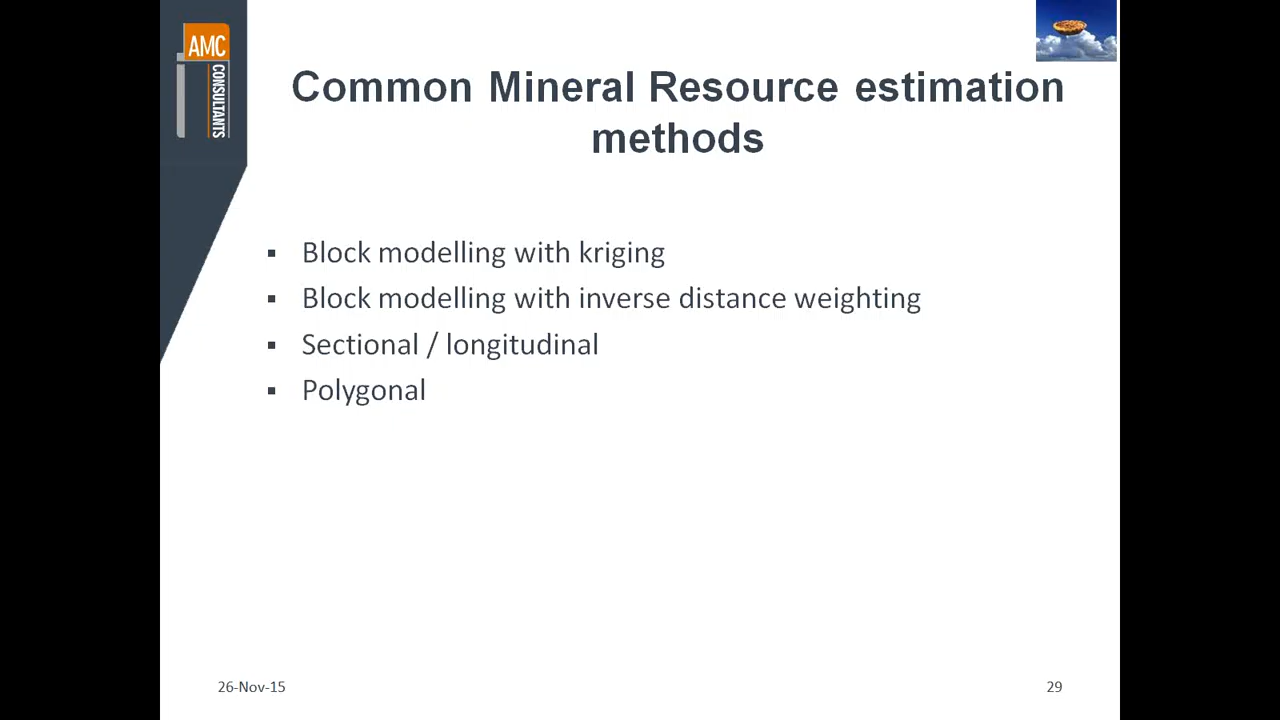 AMC
CONSULTANTS
Common Mineral Resource estimation
methods
▪ Block modelling with kriging
▪ Block modelling with inverse distance weighting
▪ Sectional / longitudinal
▪ Polygonal
26-Nov-15
29